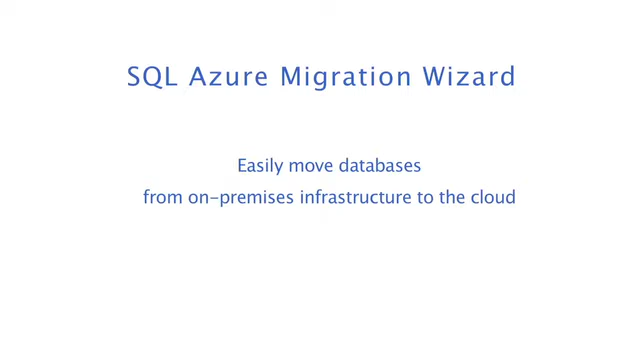 SQL Azure Migration Wizard
Easily move databases
from on-premises infrastructure to the cloud